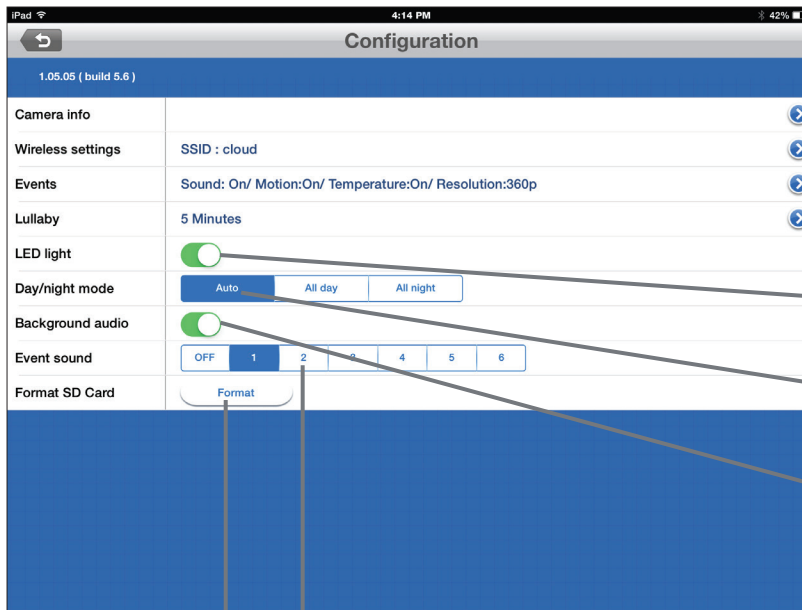 iPad 4:14 PM 42%
Configuration
1.05.05 ( build 5.6 )
Camera info
Wireless settings SSID : cloud
Events Sound: On/ Motion:On/ Temperature:On/ Resolution:360p
Lullaby 5 Minutes
LED light
Day/night mode Auto All day All night
Background audio
Event sound OFF 1 2 3 4 5 6
Format SD Card Format